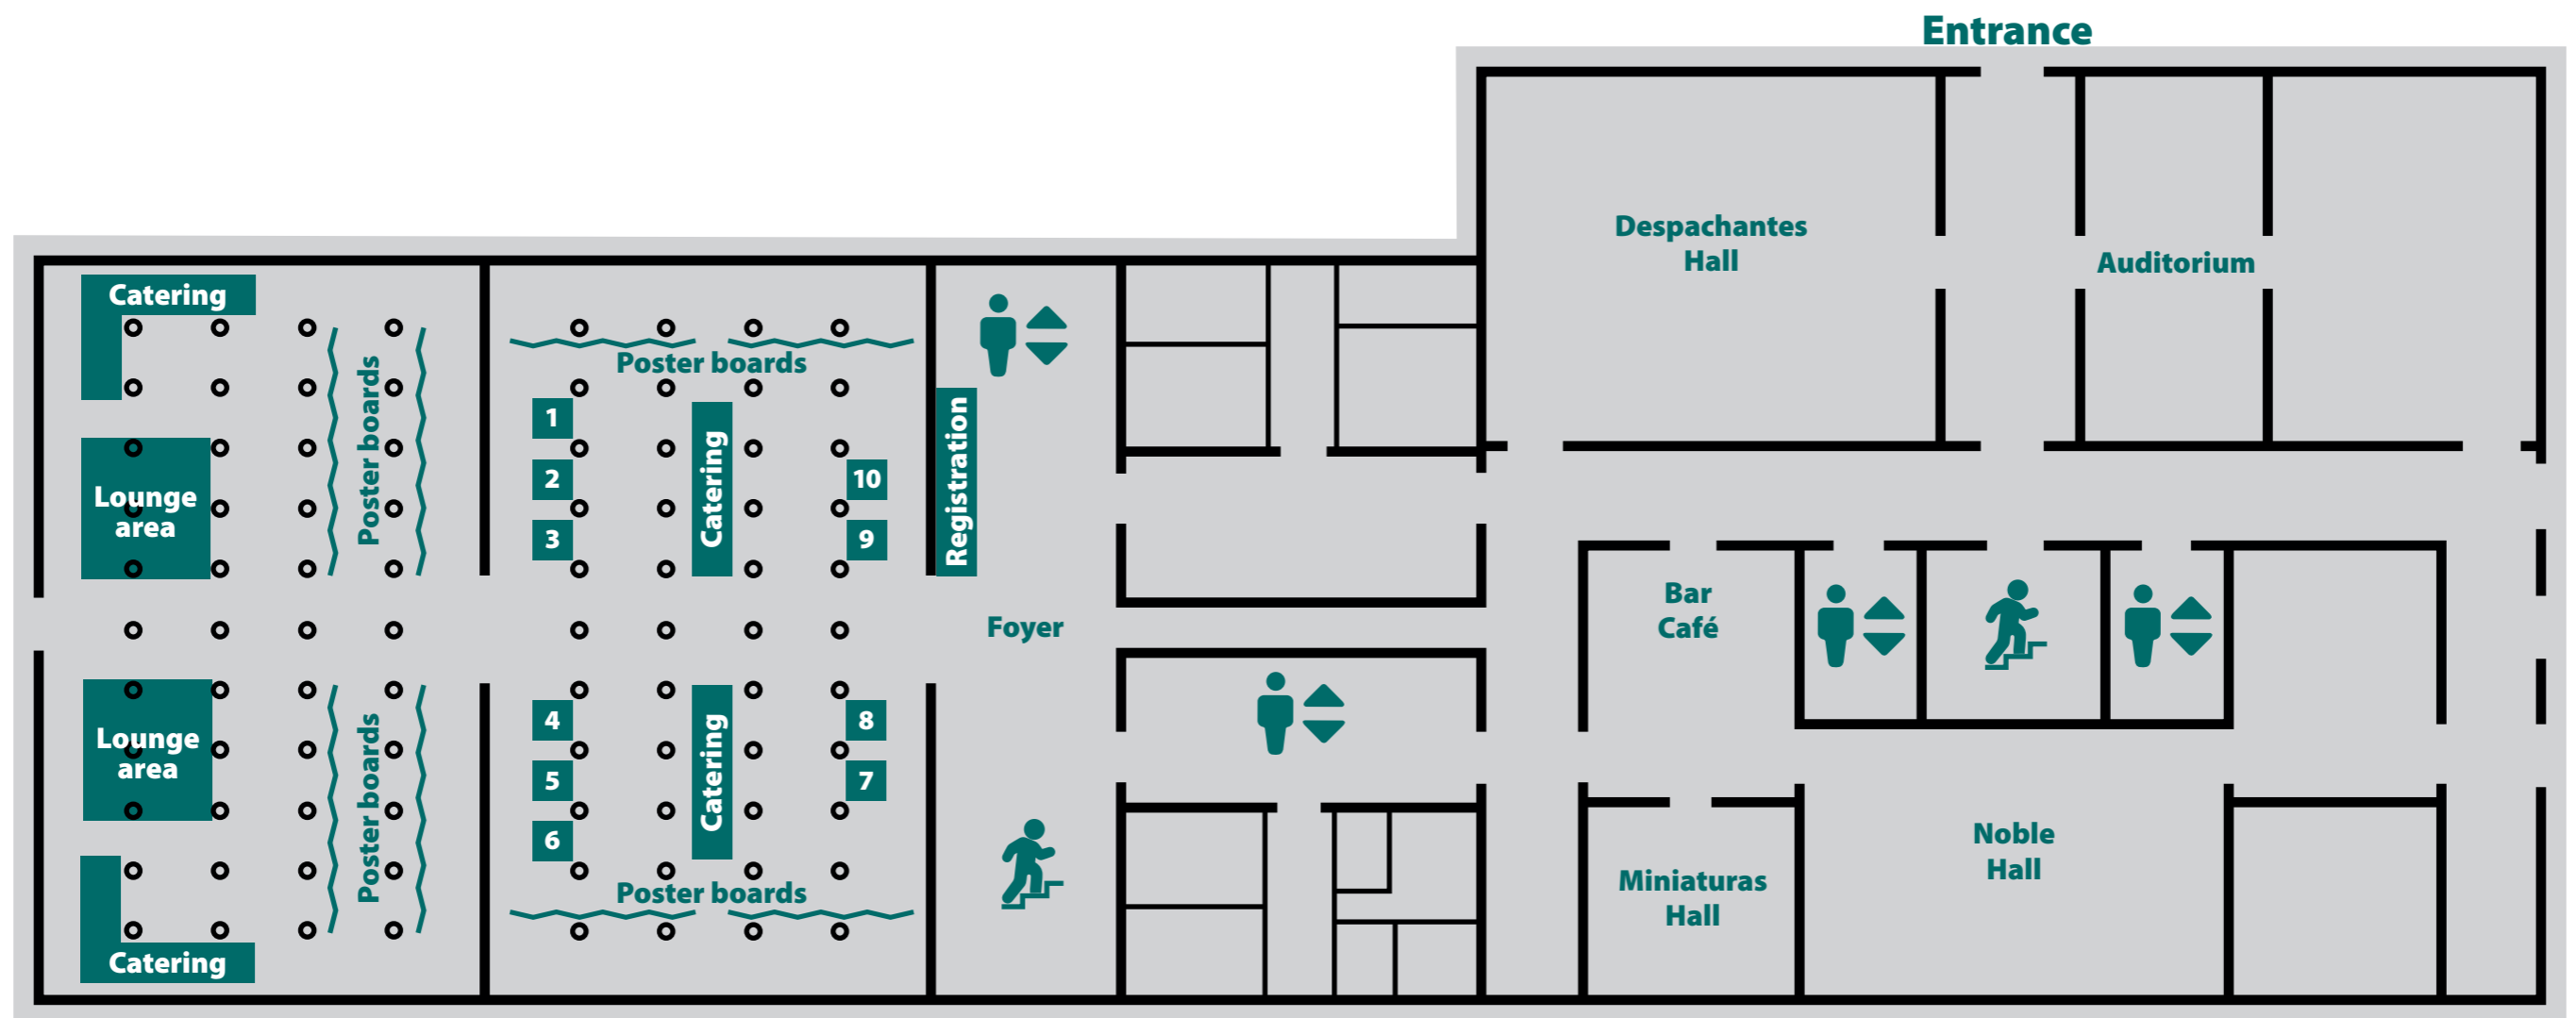 Entrance
Despachantes
Hall
Auditorium
Catering
Poster boards
Lounge
area
Poster boards
1
2
3
Catering
10
9
Registration
Foyer
Bar
Café
Lounge
area
Poster boards
Catering
4
5
6
Catering
8
7
Poster boards
Miniaturas
Hall
Noble
Hall